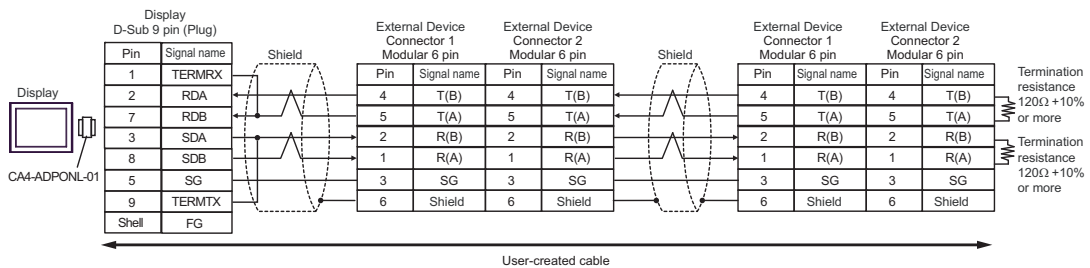 Display
D-Sub 9 pin (Plug)
Pin Signal name
1 TERMRX
2 RDA
7 RDB
3 SDA
8 SDB
5 SG
9 TERMTX
Shell FG
Display
CA4-ADPONL-01
Shield
External Device
Connector 1
Modular 6 pin
Pin Signal name
4 T(B)
5 T(A)
2 R(B)
1 R(A)
3 SG
6 Shield
External Device
Connector 2
Modular 6 pin
Pin Signal name
4 T(B)
5 T(A)
2 R(B)
1 R(A)
3 SG
6 Shield
Shield
External Device
Connector 1
Modular 6 pin
Pin Signal name
4 T(B)
5 T(A)
2 R(B)
1 R(A)
3 SG
6 Shield
External Device
Connector 2
Modular 6 pin
Pin Signal name
4 T(B)
5 T(A)
2 R(B)
1 R(A)
3 SG
6 Shield
Termination
resistance
120Ω +10%
or more
Termination
resistance
120Ω +10%
or more
User-created cable